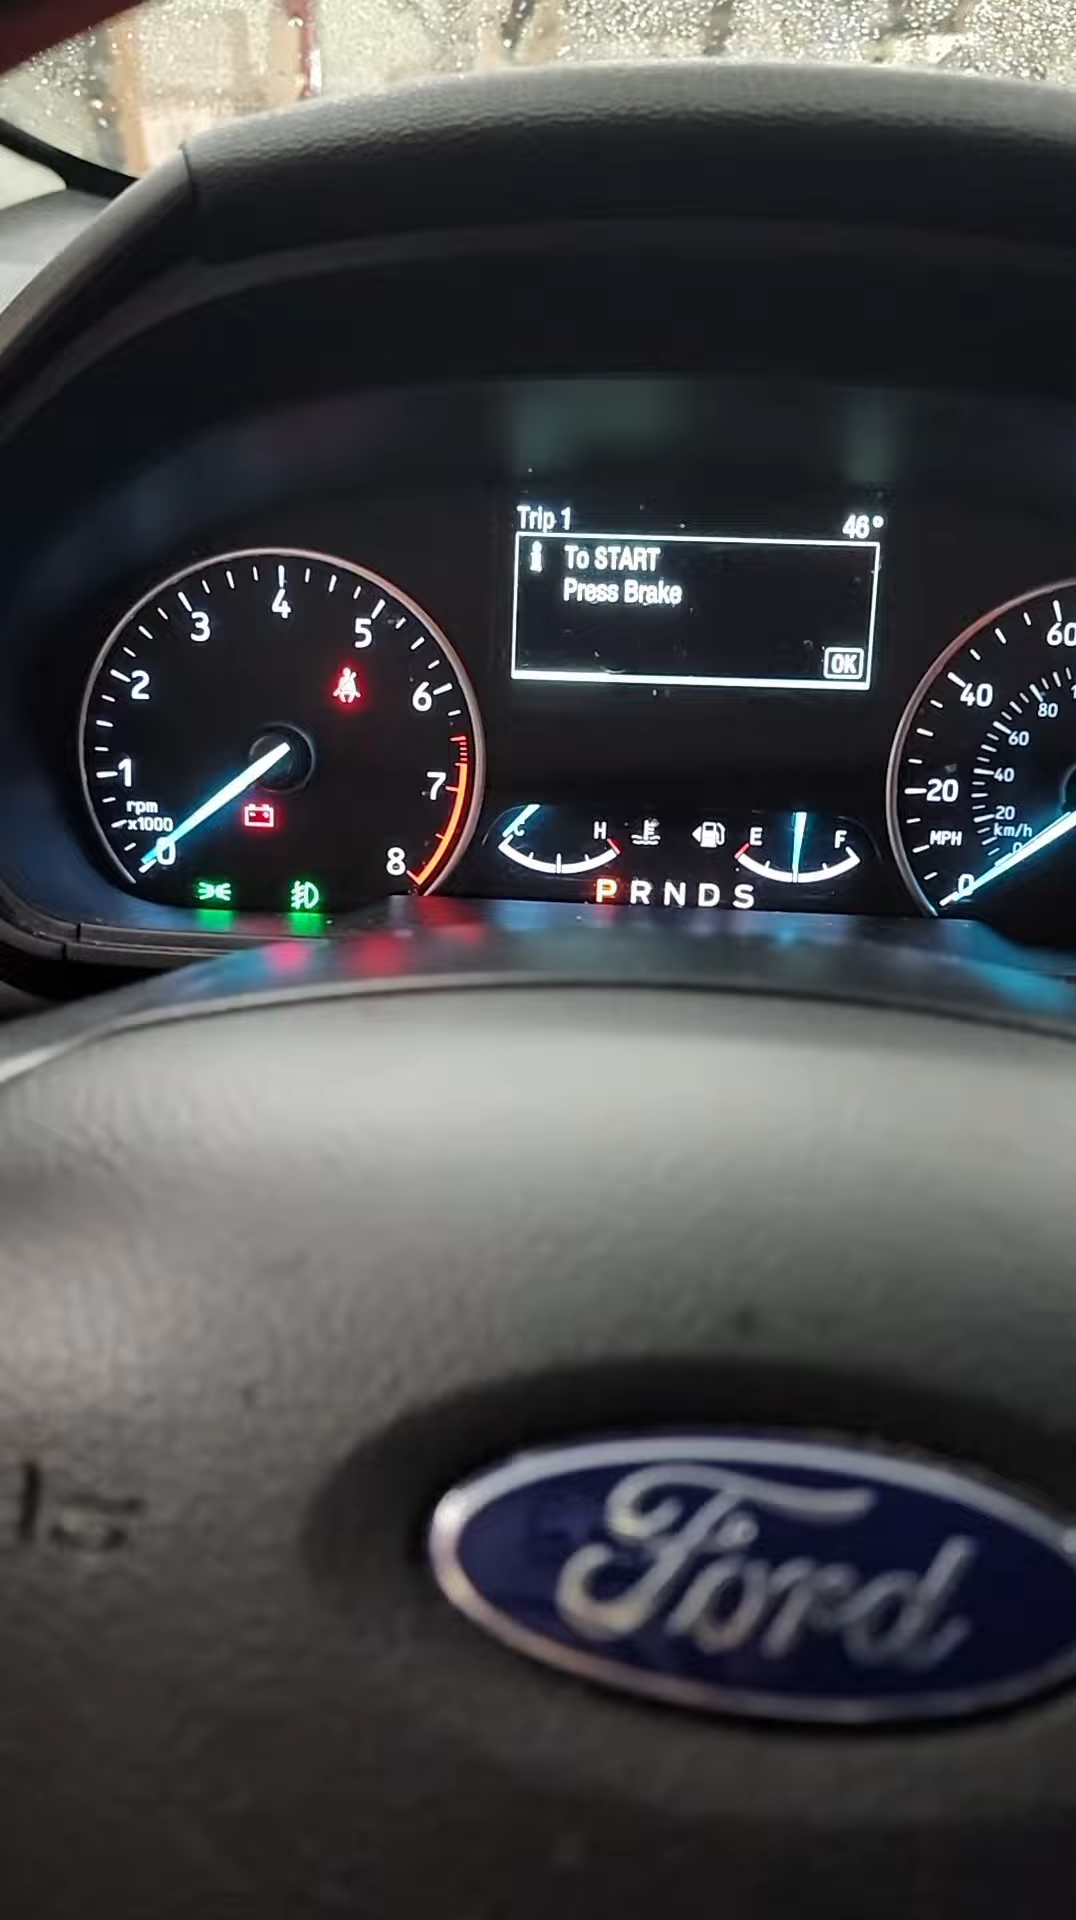 Trip 1 46°
To START
Press Brake
OK
0 1 2 3 4 5 6 7 8
rpm
x1000
C H
E F
P R N D S
0 20 40 60
MPH
0 20 40 60 80
km/h
Ford